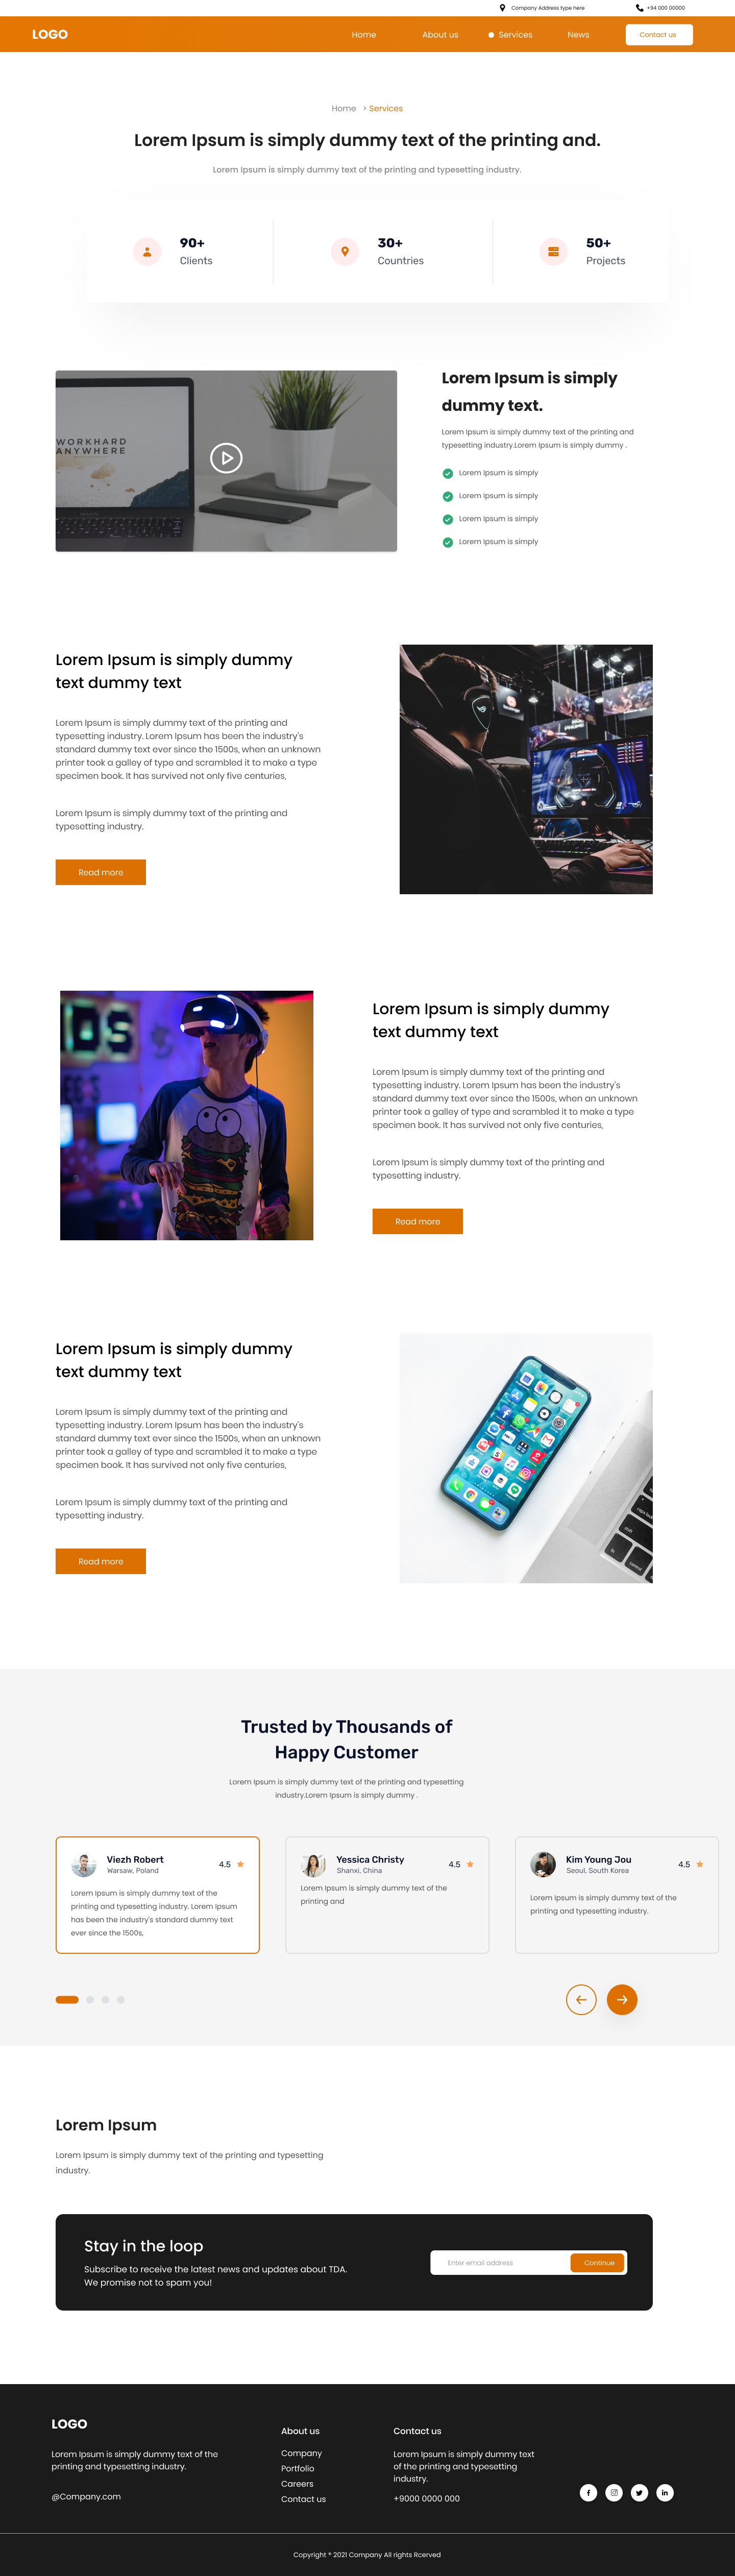 Company Address type here
+94 000 00000
LOGO
Home
About us
Services
News
Contact us
Home > Services
Lorem Ipsum is simply dummy text of the printing and.
Lorem Ipsum is simply dummy text of the printing and typesetting industry.
90+
Clients
30+
Countries
50+
Projects
WORKHARD
ANYWHERE
Lorem Ipsum is simply
dummy text.
Lorem Ipsum is simply dummy text of the printing and
typesetting industry.Lorem Ipsum is simply dummy .
Lorem Ipsum is simply
Lorem Ipsum is simply
Lorem Ipsum is simply
Lorem Ipsum is simply
Lorem Ipsum is simply dummy
text dummy text
Lorem Ipsum is simply dummy text of the printing and
typesetting industry. Lorem Ipsum has been the industry's
standard dummy text ever since the 1500s, when an unknown
printer took a galley of type and scrambled it to make a type
specimen book. It has survived not only five centuries,
Lorem Ipsum is simply dummy text of the printing and
typesetting industry.
Read more
Lorem Ipsum is simply dummy
text dummy text
Lorem Ipsum is simply dummy text of the printing and
typesetting industry. Lorem Ipsum has been the industry's
standard dummy text ever since the 1500s, when an unknown
printer took a galley of type and scrambled it to make a type
specimen book. It has survived not only five centuries,
Lorem Ipsum is simply dummy text of the printing and
typesetting industry.
Read more
Lorem Ipsum is simply dummy
text dummy text
Lorem Ipsum is simply dummy text of the printing and
typesetting industry. Lorem Ipsum has been the industry's
standard dummy text ever since the 1500s, when an unknown
printer took a galley of type and scrambled it to make a type
specimen book. It has survived not only five centuries,
Lorem Ipsum is simply dummy text of the printing and
typesetting industry.
Read more
Trusted by Thousands of
Happy Customer
Lorem Ipsum is simply dummy text of the printing and typesetting
industry.Lorem Ipsum is simply dummy .
Viezh Robert
Warsaw, Poland
4.5
Lorem Ipsum is simply dummy text of the
printing and typesetting industry. Lorem Ipsum
has been the industry's standard dummy text
ever since the 1500s,
Yessica Christy
Shanxi, China
4.5
Lorem Ipsum is simply dummy text of the
printing and
Kim Young Jou
Seoul, South Korea
4.5
Lorem Ipsum is simply dummy text of the
printing and typesetting industry.
Lorem Ipsum
Lorem Ipsum is simply dummy text of the printing and typesetting
industry.
Stay in the loop
Subscribe to receive the latest news and updates about TDA.
We promise not to spam you!
Enter email address
Continue
LOGO
Lorem Ipsum is simply dummy text of the
printing and typesetting industry.
@Company.com
About us
Company
Portfolio
Careers
Contact us
Contact us
Lorem Ipsum is simply dummy text
of the printing and typesetting
industry.
+9000 0000 000
Copyright ® 2021 Company All rights Rcerved